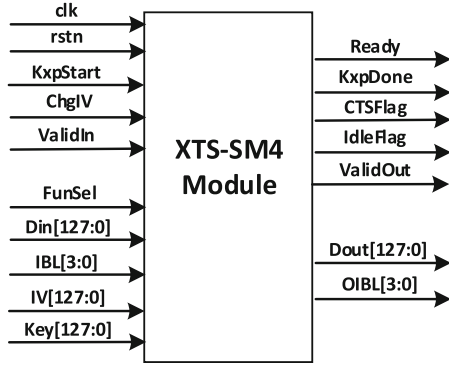 clk
rstn
KxpStart
ChgIV
ValidIn
FunSel
Din[127:0]
IBL[3:0]
IV[127:0]
Key[127:0]
XTS-SM4
Module
Ready
KxpDone
CTSFlag
IdleFlag
ValidOut
Dout[127:0]
OIBL[3:0]